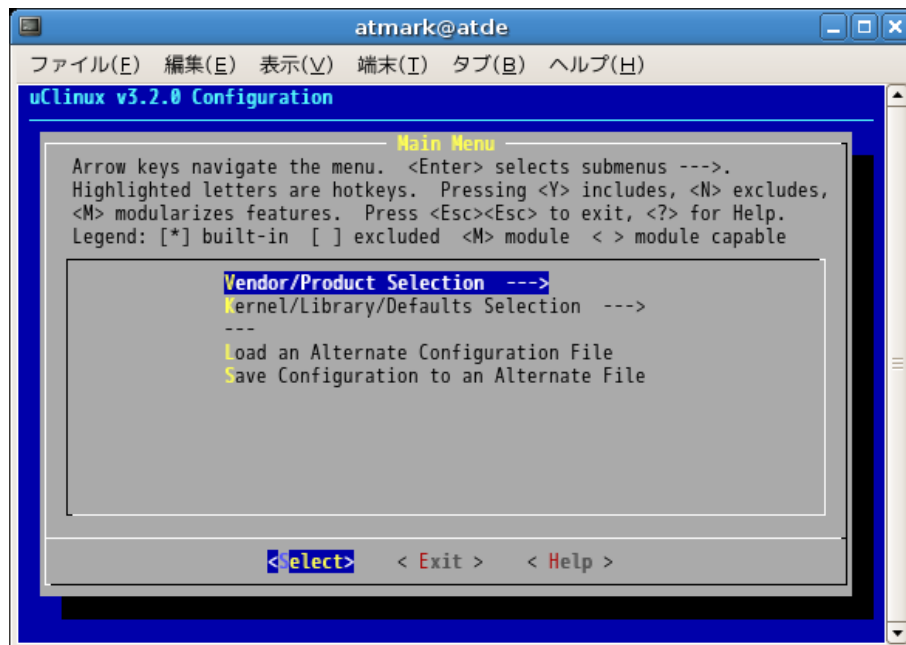 atmark@atde
ファイル(F) 編集(E) 表示(V) 端末(T) タブ(B) ヘルプ(H)
uClinux v3.2.0 Configuration
Main Menu
Arrow keys navigate the menu. <Enter> selects submenus --->.
Highlighted letters are hotkeys. Pressing <Y> includes, <N> excludes,
<M> modularizes features. Press <Esc><Esc> to exit, <?> for Help.
Legend: [*] built-in [ ] excluded <M> module < > module capable
Vendor/Product Selection --->
Kernel/Library/Defaults Selection --->
---
Load an Alternate Configuration File
Save Configuration to an Alternate File
<Select> < Exit > < Help >